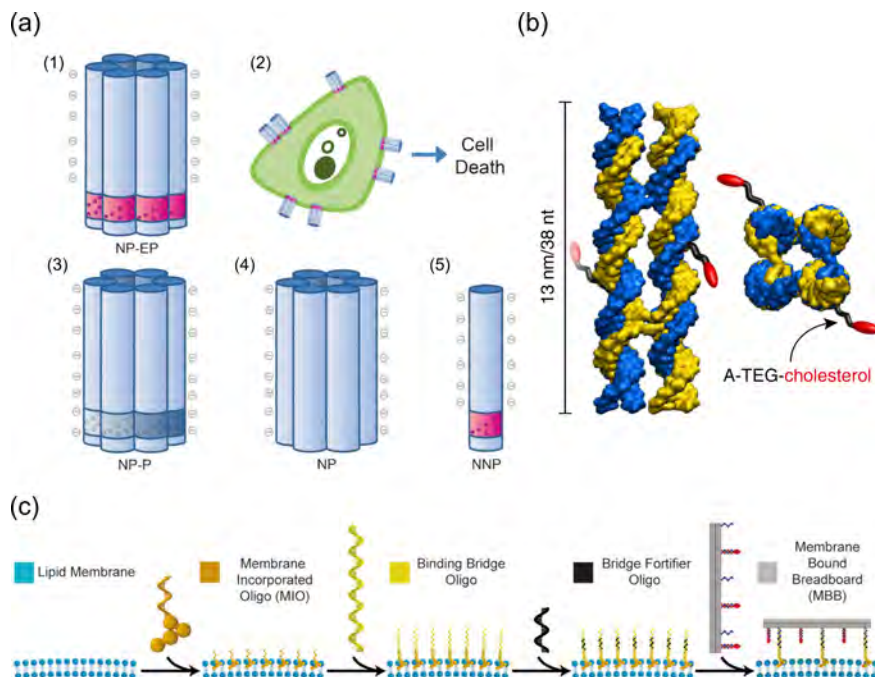 (a)
(1)
NP-EP
(2)
Cell
Death
(3)
NP-P
(4)
NP
(5)
NNP
(b)
13 nm/38 nt
A-TEG-cholesterol
(c)
Lipid Membrane
Membrane
Incorporated
Oligo (MIO)
Binding Bridge
Oligo
Bridge Fortifier
Oligo
Membrane
Bound
Breadboard
(MBB)